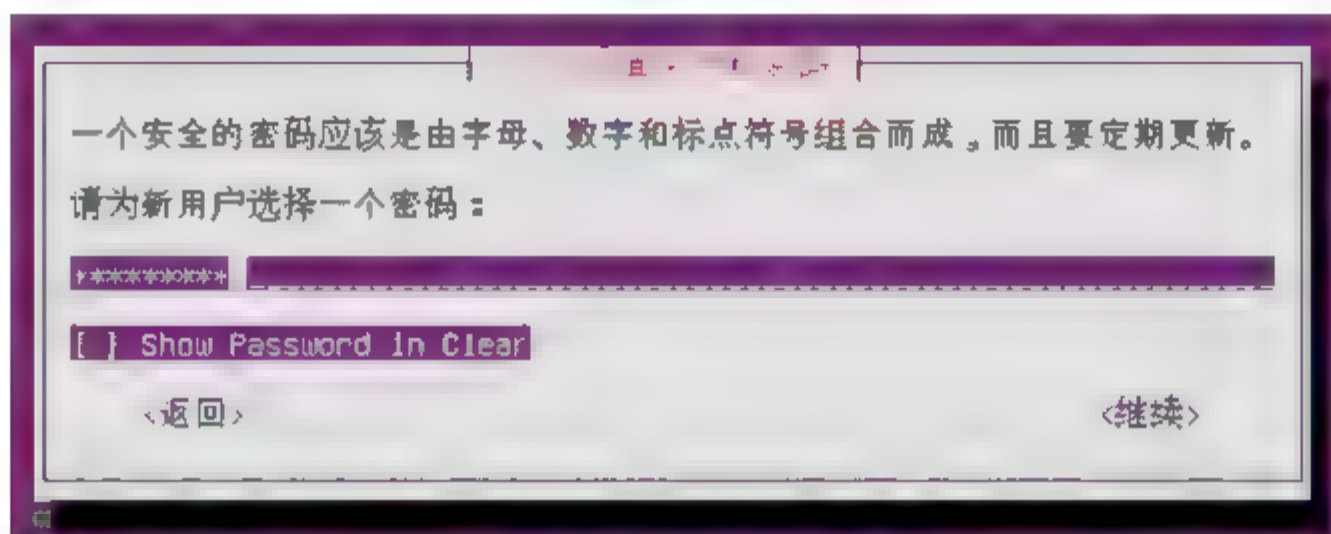 一个安全的密码应该是由字母、数字和标点符号组合而成。而且要定期更新。
请为新用户选择一个密码：
**********
[ ] Show Password in Clear
<返回>
<继续>